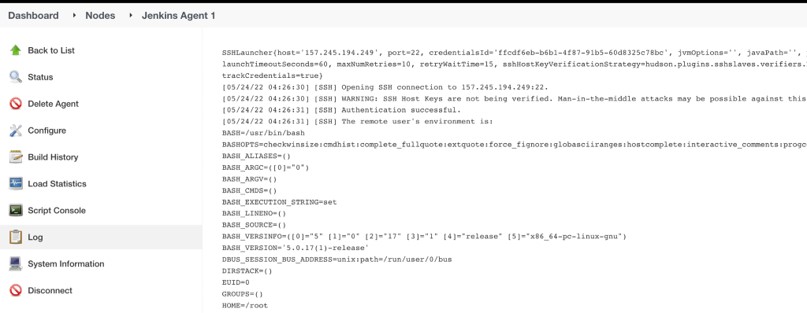 Dashboard ▸ Nodes ▸ Jenkins Agent 1
Back to List
Status
Delete Agent
Configure
Build History
Load Statistics
Script Console
Log
System Information
Disconnect
SSHLauncher{host='157.245.194.249', port=22, credentialsId='ffcdf6eb-b6b1-4f87-91b5-60d8325c78bc', jvmOptions='', javaPath='',
launchTimeoutSeconds=60, maxNumRetries=10, retryWaitTime=15, sshHostKeyVerificationStrategy=hudson.plugins.sshslaves.verifiers.
trackCredentials=true}
[05/24/22 04:26:30] [SSH] Opening SSH connection to 157.245.194.249:22.
[05/24/22 04:26:30] [SSH] WARNING: SSH Host Keys are not being verified. Man-in-the-middle attacks may be possible against this
[05/24/22 04:26:31] [SSH] Authentication successful.
[05/24/22 04:26:31] [SSH] The remote user's environment is:
BASH=/usr/bin/bash
BASHOPTS=checkwinsize:cmdhist:complete_fullquote:extquote:force_fignore:globasciiranges:hostcomplete:interactive_comments:progc
BASH_ALIASES=()
BASH_ARGC=([0]="0")
BASH_ARGV=()
BASH_CMDS=()
BASH_EXECUTION_STRING=set
BASH_LINENO=()
BASH_SOURCE=()
BASH_VERSINFO=([0]="5" [1]="0" [2]="17" [3]="1" [4]="release" [5]="x86_64-pc-linux-gnu")
BASH_VERSION='5.0.17(1)-release'
DBUS_SESSION_BUS_ADDRESS=unix:path=/run/user/0/bus
DIRSTACK=()
EUID=0
GROUPS=()
HOME=/root